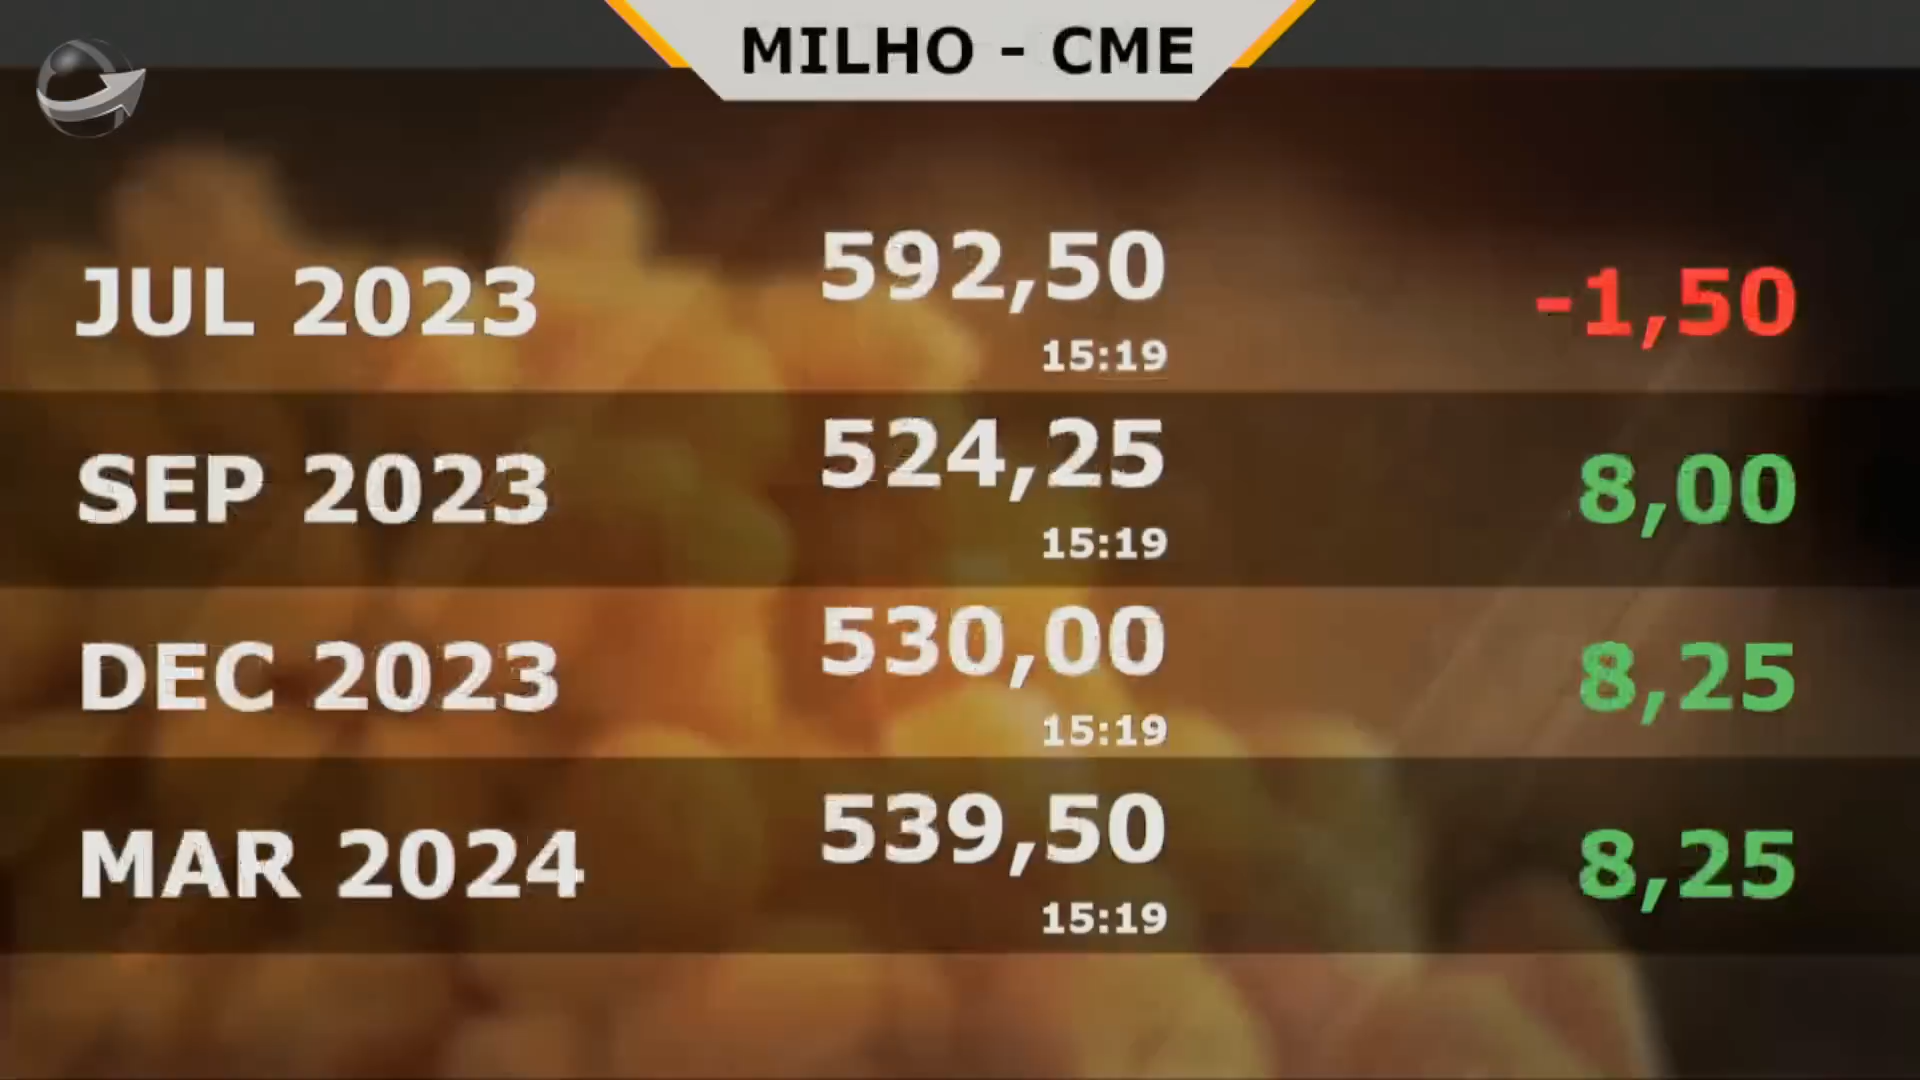 MILHO - CME
JUL 2023 592,50 -1,50
15:19
SEP 2023 524,25 8,00
15:19
DEC 2023 530,00 8,25
15:19
MAR 2024 539,50 8,25
15:19